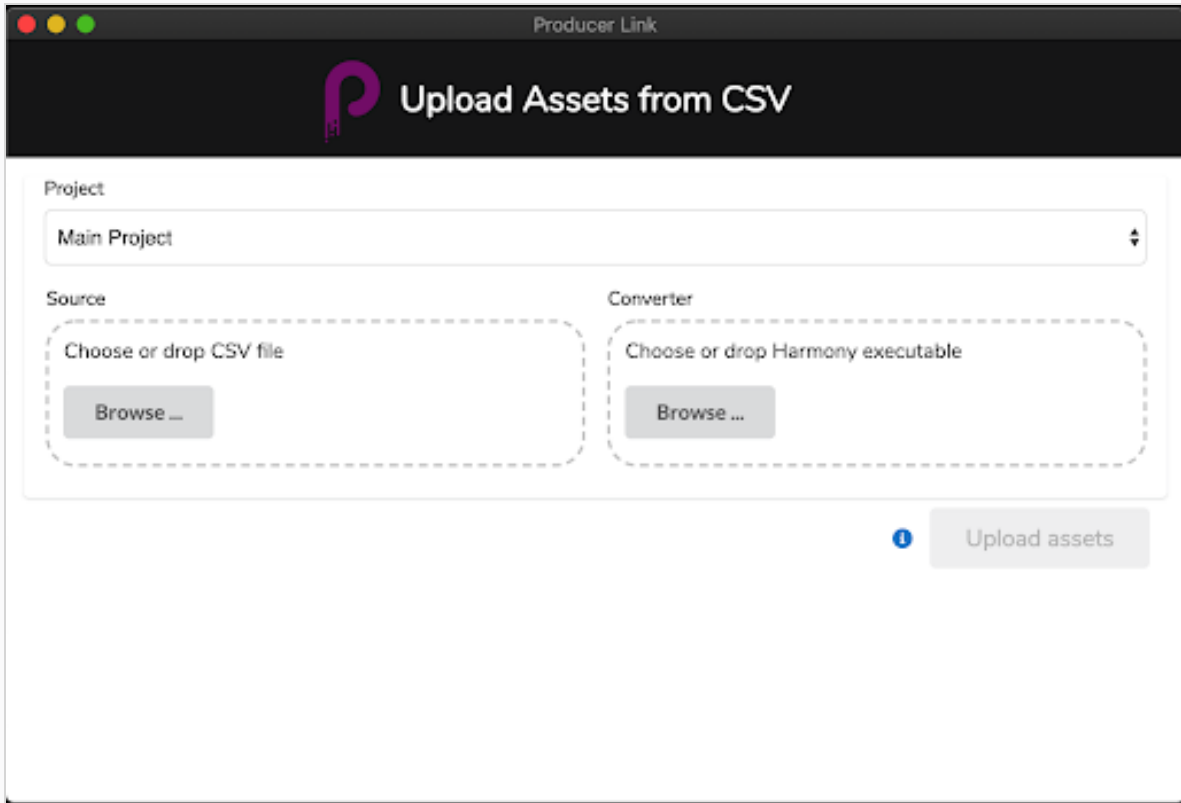 Producer Link
Upload Assets from CSV
Project
Main Project
Source
Converter
Choose or drop CSV file
Choose or drop Harmony executable
Browse ...
Browse ...
Upload assets